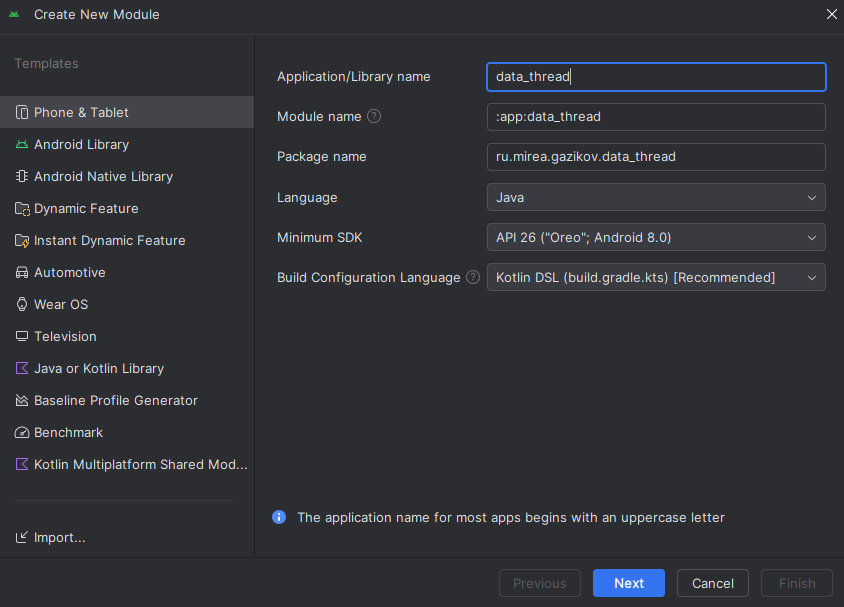 Create New Module
Templates
Phone & Tablet
Android Library
Android Native Library
Dynamic Feature
Instant Dynamic Feature
Automotive
Wear OS
Television
Java or Kotlin Library
Baseline Profile Generator
Benchmark
Kotlin Multiplatform Shared Mod...
Import...
Application/Library name data_thread
Module name ? :app:data_thread
Package name ru.mirea.gazikov.data_thread
Language Java
Minimum SDK API 26 ("Oreo"; Android 8.0)
Build Configuration Language ? Kotlin DSL (build.gradle.kts) [Recommended]
The application name for most apps begins with an uppercase letter
Previous Next Cancel Finish